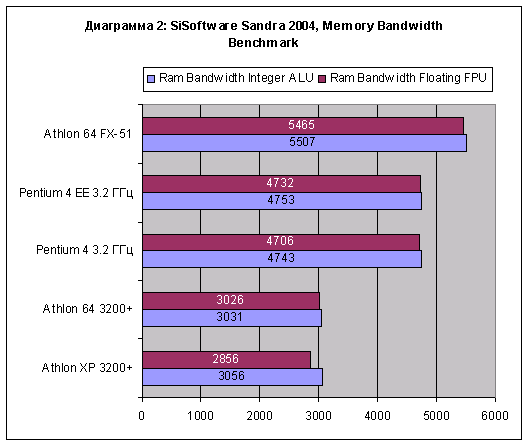 Диаграмма 2: SiSoftware Sandra 2004, Memory Bandwidth
Benchmark
Ram Bandwidth Integer ALU Ram Bandwidth Floating FPU
Athlon 64 FX-51
5465
5507
Pentium 4 EE 3.2 ГГц
4732
4753
Pentium 4 3.2 ГГц
4706
4743
Athlon 64 3200+
3026
3031
Athlon XP 3200+
2856
3056
0 1000 2000 3000 4000 5000 6000